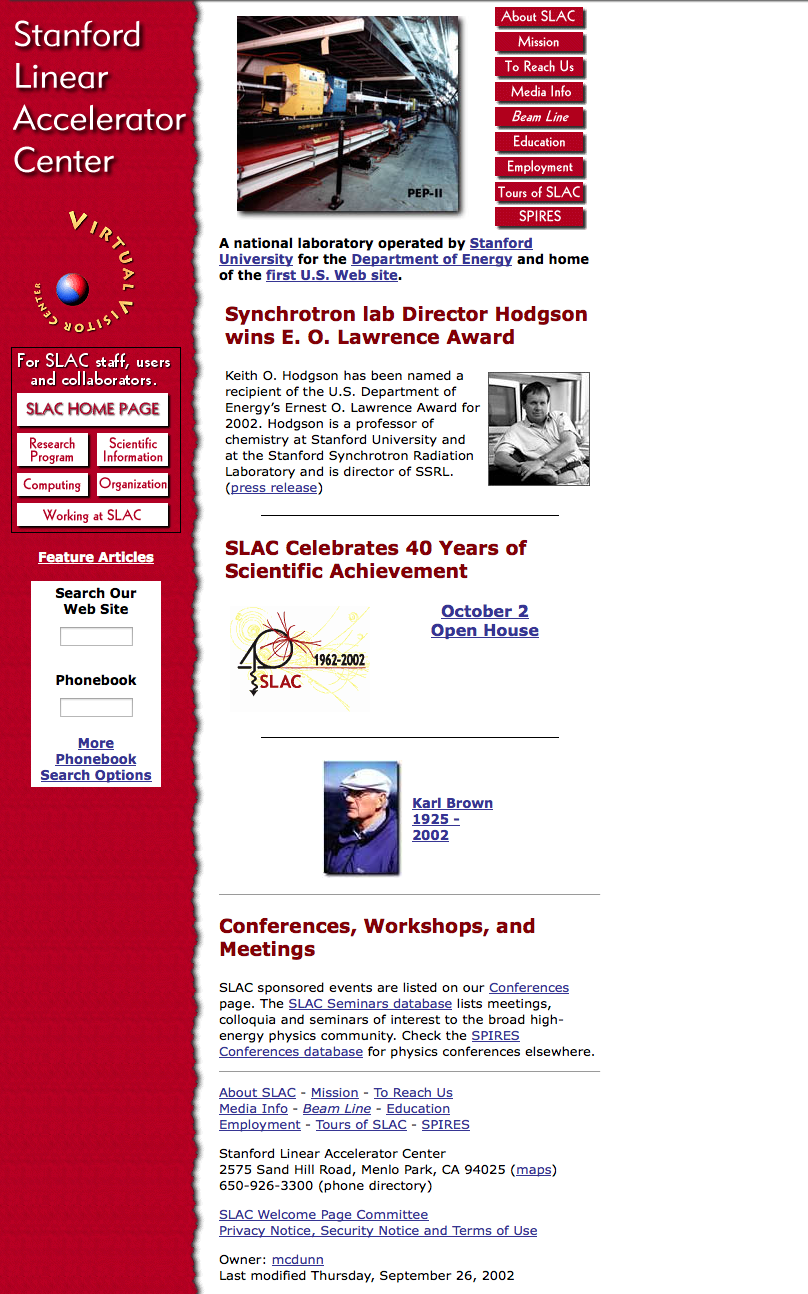 Stanford
Linear
Accelerator
Center
VIRTUAL VISITOR CENTER
For SLAC staff, users
and collaborators.
SLAC HOME PAGE
Research
Program
Scientific
Information
Computing
Organization
Working at SLAC
Feature Articles
Search Our
Web Site
Phonebook
More
Phonebook
Search Options
PEP-II
About SLAC
Mission
To Reach Us
Media Info
Beam Line
Education
Employment
Tours of SLAC
SPIRES
A national laboratory operated by Stanford
University for the Department of Energy and home
of the first U.S. Web site.
Synchrotron lab Director Hodgson
wins E. O. Lawrence Award
Keith O. Hodgson has been named a
recipient of the U.S. Department of
Energy’s Ernest O. Lawrence Award for
2002. Hodgson is a professor of
chemistry at Stanford University and
at the Stanford Synchrotron Radiation
Laboratory and is director of SSRL.
(press release)
SLAC Celebrates 40 Years of
Scientific Achievement
40
1962-2002
SLAC
October 2
Open House
Karl Brown
1925 -
2002
Conferences, Workshops, and
Meetings
SLAC sponsored events are listed on our Conferences
page. The SLAC Seminars database lists meetings,
colloquia and seminars of interest to the broad high-
energy physics community. Check the SPIRES
Conferences database for physics conferences elsewhere.
About SLAC - Mission - To Reach Us
Media Info - Beam Line - Education
Employment - Tours of SLAC - SPIRES
Stanford Linear Accelerator Center
2575 Sand Hill Road, Menlo Park, CA 94025 (maps)
650-926-3300 (phone directory)
SLAC Welcome Page Committee
Privacy Notice, Security Notice and Terms of Use
Owner: mcdunn
Last modified Thursday, September 26, 2002